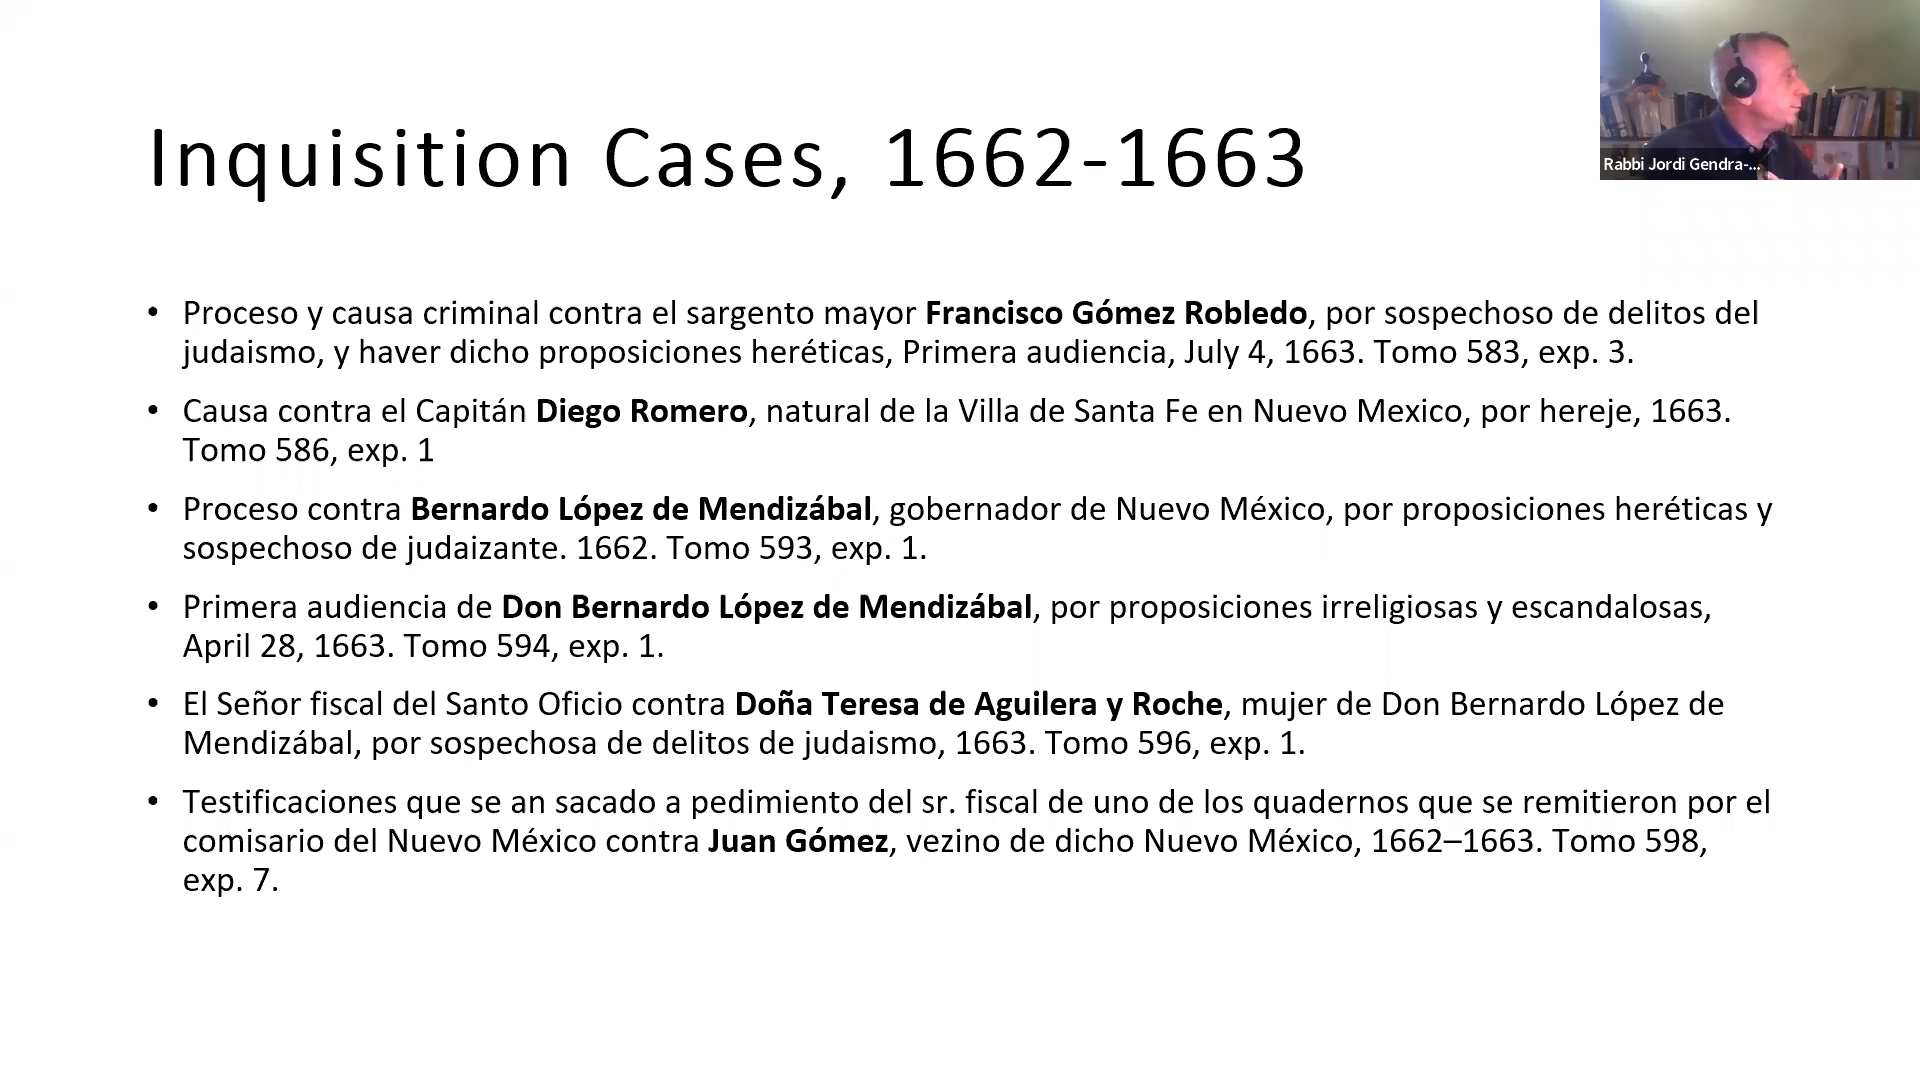 Rabbi Jordi Gendra-...
Inquisition Cases, 1662-1663
• Proceso y causa criminal contra el sargento mayor Francisco Gómez Robledo, por sospechoso de delitos del
judaismo, y haver dicho proposiciones heréticas, Primera audiencia, July 4, 1663. Tomo 583, exp. 3.
• Causa contra el Capitán Diego Romero, natural de la Villa de Santa Fe en Nuevo Mexico, por hereje, 1663.
Tomo 586, exp. 1
• Proceso contra Bernardo López de Mendizábal, gobernador de Nuevo México, por proposiciones heréticas y
sospechoso de judaizante. 1662. Tomo 593, exp. 1.
• Primera audiencia de Don Bernardo López de Mendizábal, por proposiciones irreligiosas y escandalosas,
April 28, 1663. Tomo 594, exp. 1.
• El Señor fiscal del Santo Oficio contra Doña Teresa de Aguilera y Roche, mujer de Don Bernardo López de
Mendizábal, por sospechosa de delitos de judaismo, 1663. Tomo 596, exp. 1.
• Testificaciones que se an sacado a pedimiento del sr. fiscal de uno de los quadernos que se remitieron por el
comisario del Nuevo México contra Juan Gómez, vezino de dicho Nuevo México, 1662–1663. Tomo 598,
exp. 7.